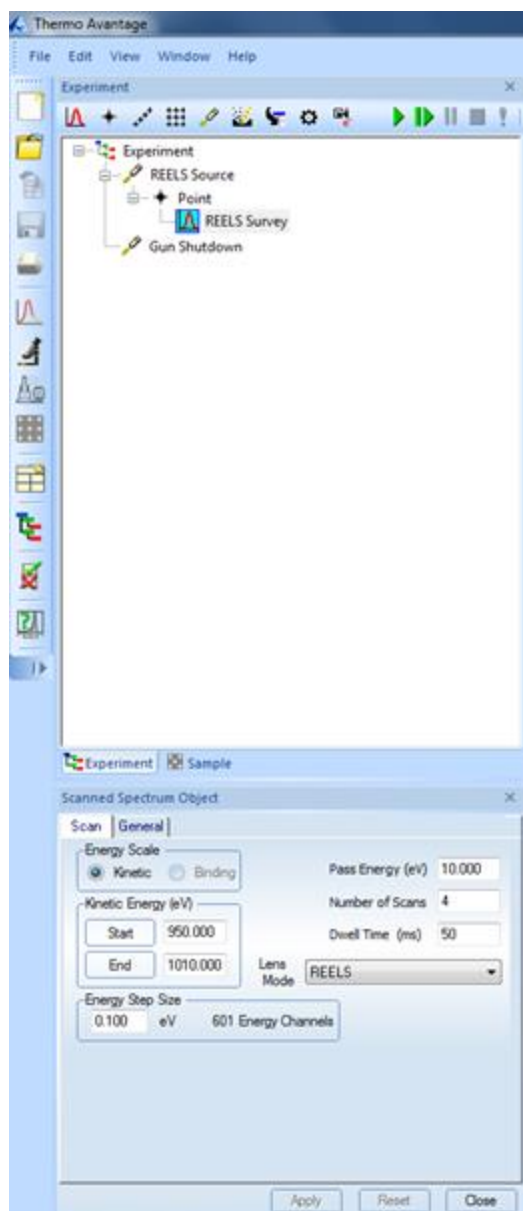 Thermo Avantage
File Edit View Window Help
Experiment
Experiment
REELS Source
Point
REELS Survey
Gun Shutdown
Experiment Sample
Scanned Spectrum Object
Scan General
Energy Scale
Kinetic Binding
Pass Energy (eV) 10.000
Kinetic Energy (eV)
Number of Scans 4
Start 950.000
Dwell Time (ms) 50
End 1010.000
Lens Mode REELS
Energy Step Size
0.100 eV 601 Energy Channels
Apply Reset Close